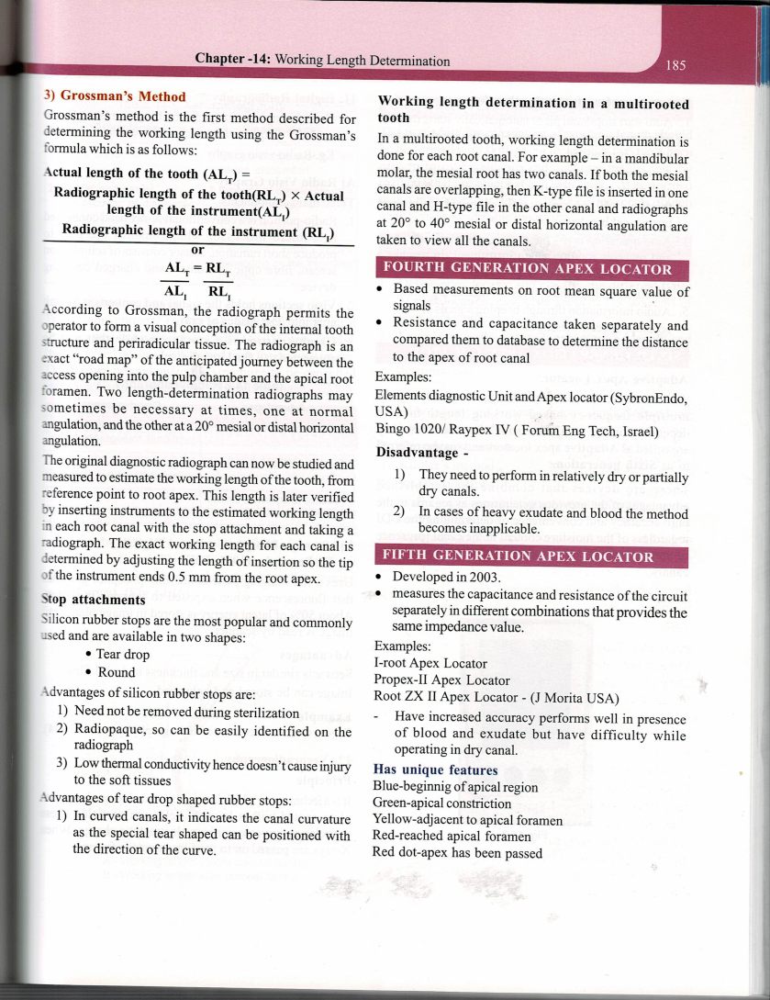 Chapter -14: Working Length Determination
185
3) Grossman's Method
Grossman's method is the first method described for
determining the working length using the Grossman's
formula which is as follows:
Actual length of the tooth (ALT) =
Radiographic length of the tooth(RLT) × Actual
length of the instrument(ALI)
Radiographic length of the instrument (RLI)
or
ALT = RLT
ALI RLI
According to Grossman, the radiograph permits the
operator to form a visual conception of the internal tooth
structure and periradicular tissue. The radiograph is an
exact "road map" of the anticipated journey between the
access opening into the pulp chamber and the apical root
foramen. Two length-determination radiographs may
sometimes be necessary at times, one at normal
angulation, and the other at a 20° mesial or distal horizontal
angulation.
The original diagnostic radiograph can now be studied and
measured to estimate the working length of the tooth, from
reference point to root apex. This length is later verified
by inserting instruments to the estimated working length
in each root canal with the stop attachment and taking a
radiograph. The exact working length for each canal is
determined by adjusting the length of insertion so the tip
of the instrument ends 0.5 mm from the root apex.
Stop attachments
Silicon rubber stops are the most popular and commonly
used and are available in two shapes:
• Tear drop
• Round
Advantages of silicon rubber stops are:
1) Need not be removed during sterilization
2) Radiopaque, so can be easily identified on the
radiograph
3) Low thermal conductivity hence doesn't cause injury
to the soft tissues
Advantages of tear drop shaped rubber stops:
1) In curved canals, it indicates the canal curvature
as the special tear shaped can be positioned with
the direction of the curve.
Working length determination in a multirooted
tooth
In a multirooted tooth, working length determination is
done for each root canal. For example – in a mandibular
molar, the mesial root has two canals. If both the mesial
canals are overlapping, then K-type file is inserted in one
canal and H-type file in the other canal and radiographs
at 20° to 40° mesial or distal horizontal angulation are
taken to view all the canals.
FOURTH GENERATION APEX LOCATOR
• Based measurements on root mean square value of
signals
• Resistance and capacitance taken separately and
compared them to database to determine the distance
to the apex of root canal
Examples:
Elements diagnostic Unit and Apex locator (SybronEndo,
USA)
Bingo 1020/ Raypex IV ( Forum Eng Tech, Israel)
Disadvantage -
1) They need to perform in relatively dry or partially
dry canals.
2) In cases of heavy exudate and blood the method
becomes inapplicable.
FIFTH GENERATION APEX LOCATOR
• Developed in 2003.
• measures the capacitance and resistance of the circuit
separately in different combinations that provides the
same impedance value.
Examples:
I-root Apex Locator
Propex-II Apex Locator
Root ZX II Apex Locator - (J Morita USA)
- Have increased accuracy performs well in presence
of blood and exudate but have difficulty while
operating in dry canal.
Has unique features
Blue-beginnig of apical region
Green-apical constriction
Yellow-adjacent to apical foramen
Red-reached apical foramen
Red dot-apex has been passed